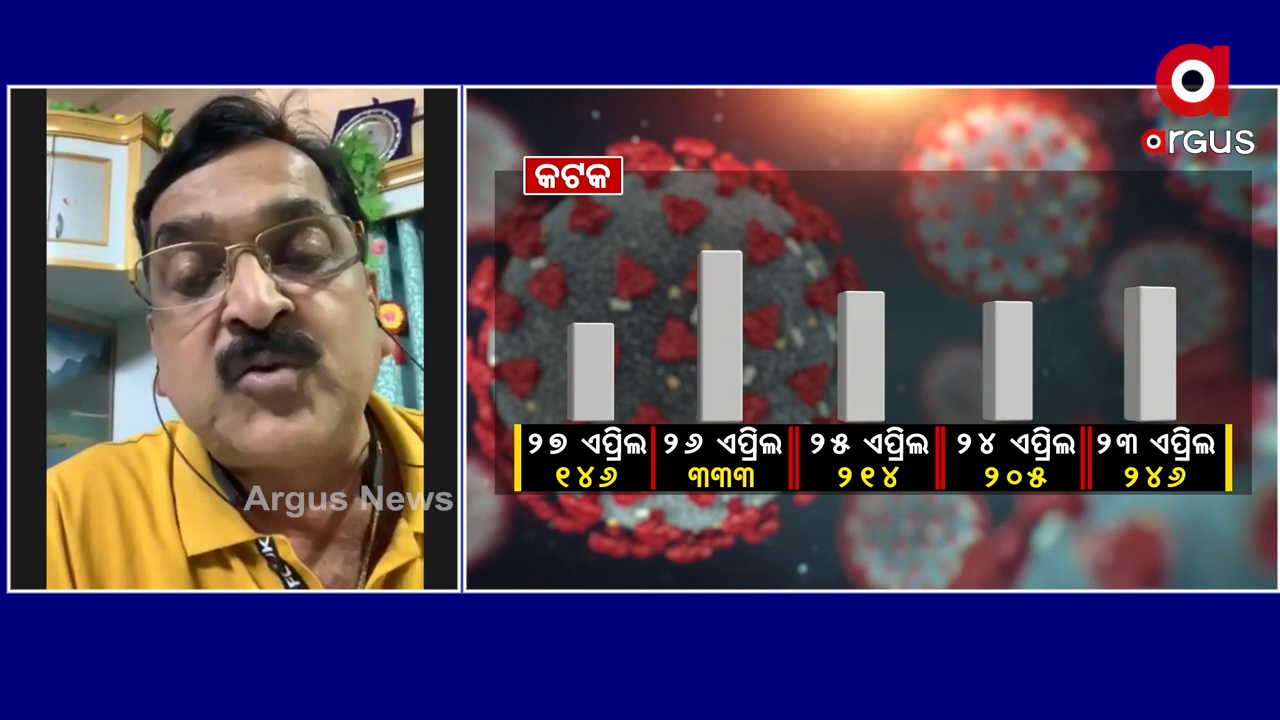 argus
କଟକ
୨୭ ଏପ୍ରିଲ ୨୬ ଏପ୍ରିଲ ୨୫ ଏପ୍ରିଲ ୨୪ ଏପ୍ରିଲ ୨୩ ଏପ୍ରିଲ
୧୪୬ ୩୩୩ ୨୧୪ ୨୦୫ ୨୪୬
Argus News